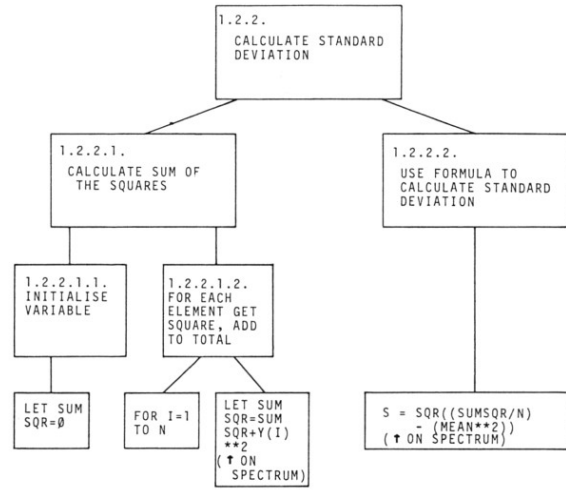 1.2.2.
CALCULATE STANDARD
DEVIATION
1.2.2.1.
CALCULATE SUM OF
THE SQUARES
1.2.2.2.
USE FORMULA TO
CALCULATE STANDARD
DEVIATION
1.2.2.1.1.
INITIALISE
VARIABLE
1.2.2.1.2.
FOR EACH
ELEMENT GET
SQUARE, ADD
TO TOTAL
LET SUM
SQR=Ø
FOR I=1
TO N
LET SUM
SQR=SUM
SQR+Y(I)
**2
(↑ ON
SPECTRUM)
S = SQR((SUMSQR/N)
- (MEAN**2))
(↑ ON SPECTRUM)